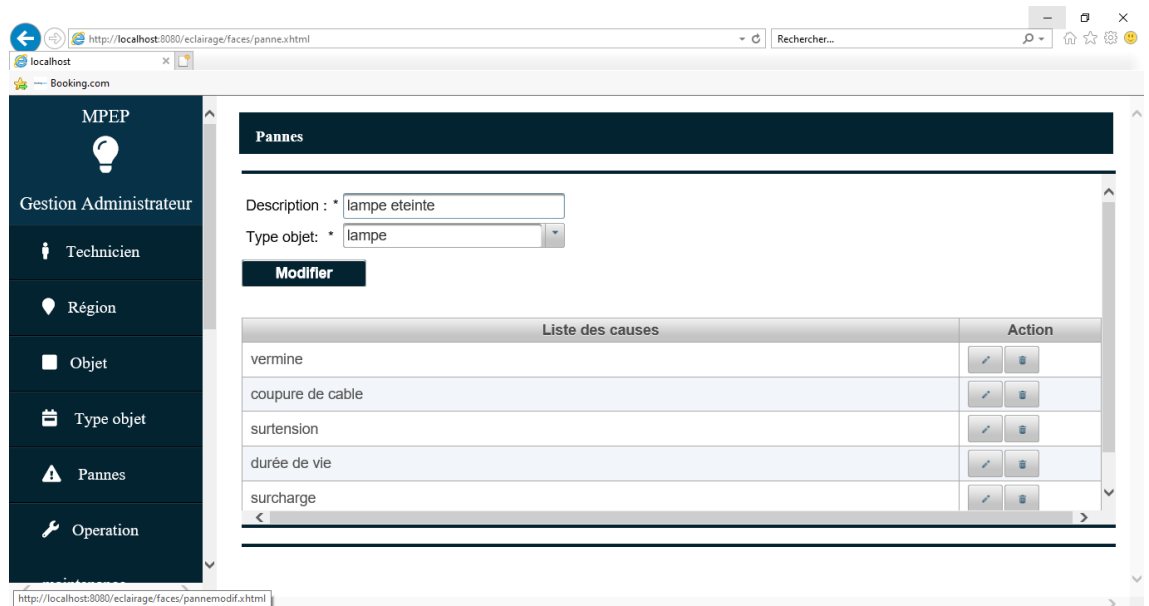 http://localhost:8080/eclairage/faces/panne.xhtml
Rechercher...
localhost
Booking.com
MPEP
Gestion Administrateur
Technicien
Région
Objet
Type objet
Pannes
Operation
maintenance
Pannes
Description : * lampe eteinte
Type objet: * lampe
Modifier
Liste des causes Action
vermine
coupure de cable
surtension
durée de vie
surcharge
http://localhost:8080/eclairage/faces/pannemodif.xhtml